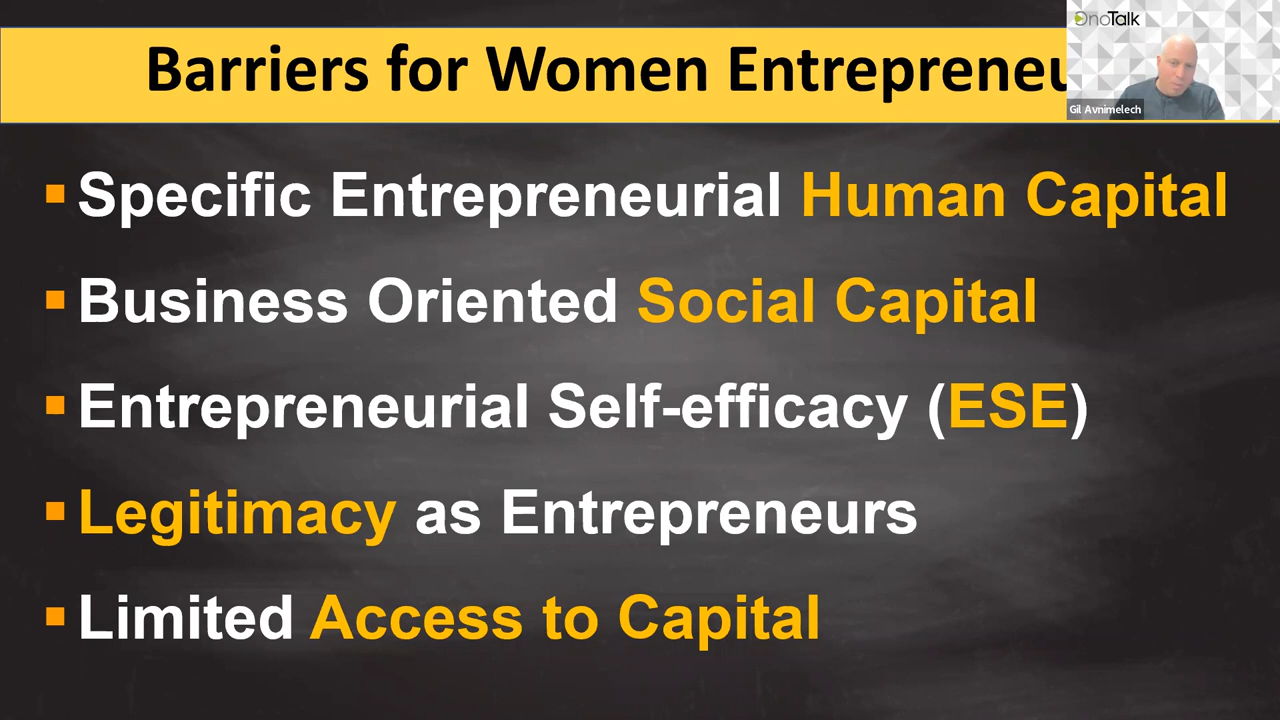 Barriers for Women Entrepreneu
OnoTalk
Gil Avnimelech
Specific Entrepreneurial Human Capital
Business Oriented Social Capital
Entrepreneurial Self-efficacy (ESE)
Legitimacy as Entrepreneurs
Limited Access to Capital